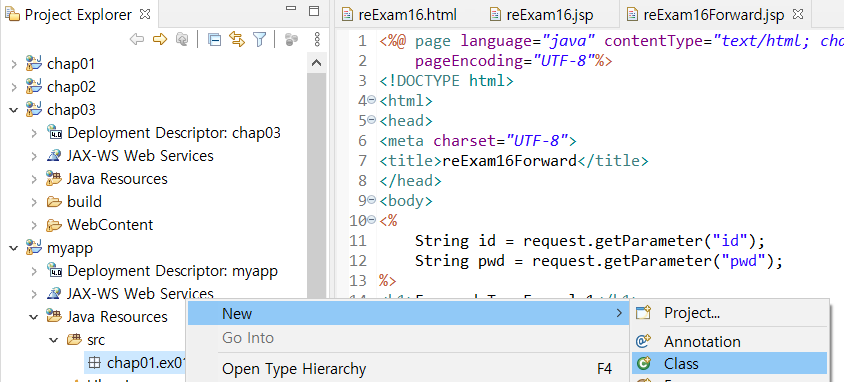 Project Explorer
chap01
chap02
chap03
Deployment Descriptor: chap03
JAX-WS Web Services
Java Resources
build
WebContent
myapp
Deployment Descriptor: myapp
JAX-WS Web Services
Java Resources
src
chap01.ex01
reExam16.html
reExam16.jsp
reExam16Forward.jsp
1 <%@ page language="java" contentType="text/html; cha
2 pageEncoding="UTF-8"%>
3 <!DOCTYPE html>
4 <html>
5 <head>
6 <meta charset="UTF-8">
7 <title>reExam16Forward</title>
8 </head>
9 <body>
10 <%
11 String id = request.getParameter("id");
12 String pwd = request.getParameter("pwd");
13 %>
New
Go Into
Open Type Hierarchy F4
Project...
Annotation
Class